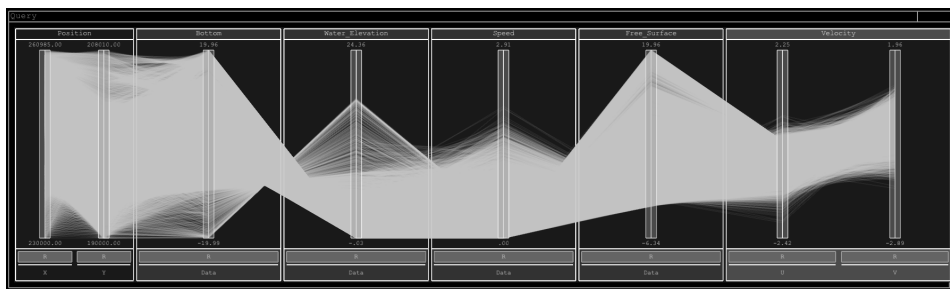 Query
Position Bottom Water_Elevation Speed Free_Surface Velocity
260985.00 208010.00 19.96 24.36 2.91 19.96 2.25 1.96
230000.00 190000.00 -19.99 -.03 .00 -6.34 -2.42 -2.89
R R R R R R R R
X Y Data Data Data Data U V